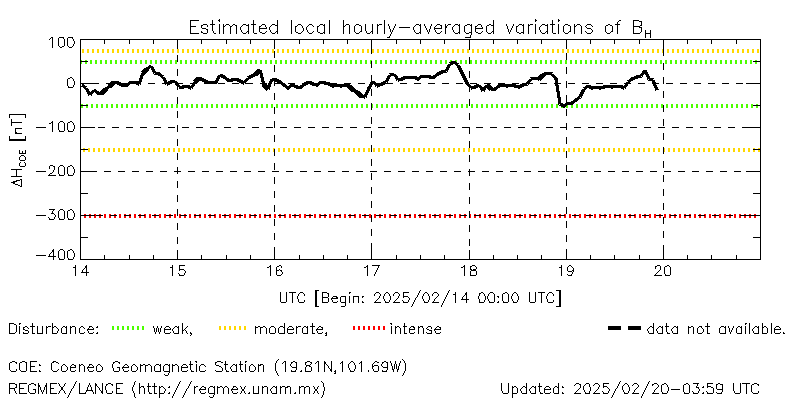 Estimated local hourly-averaged variations of B_H
100
0
-100
-200
-300
-400
ΔH_COE [nT]
14 15 16 17 18 19 20
UTC [Begin: 2025/02/14 00:00 UTC]
Disturbance: weak, moderate, intense data not available.
COE: Coeneo Geomagnetic Station (19.81N,101.69W)
REGMEX/LANCE (http://regmex.unam.mx) Updated: 2025/02/20-03:59 UTC